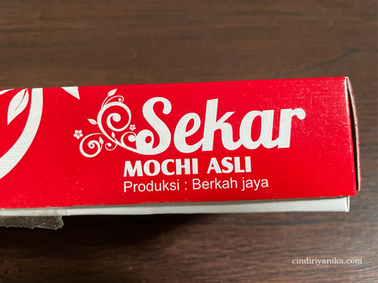 Sekar
MOCHI ASLI
Produksi : Berkah jaya
cindiriyanika.com